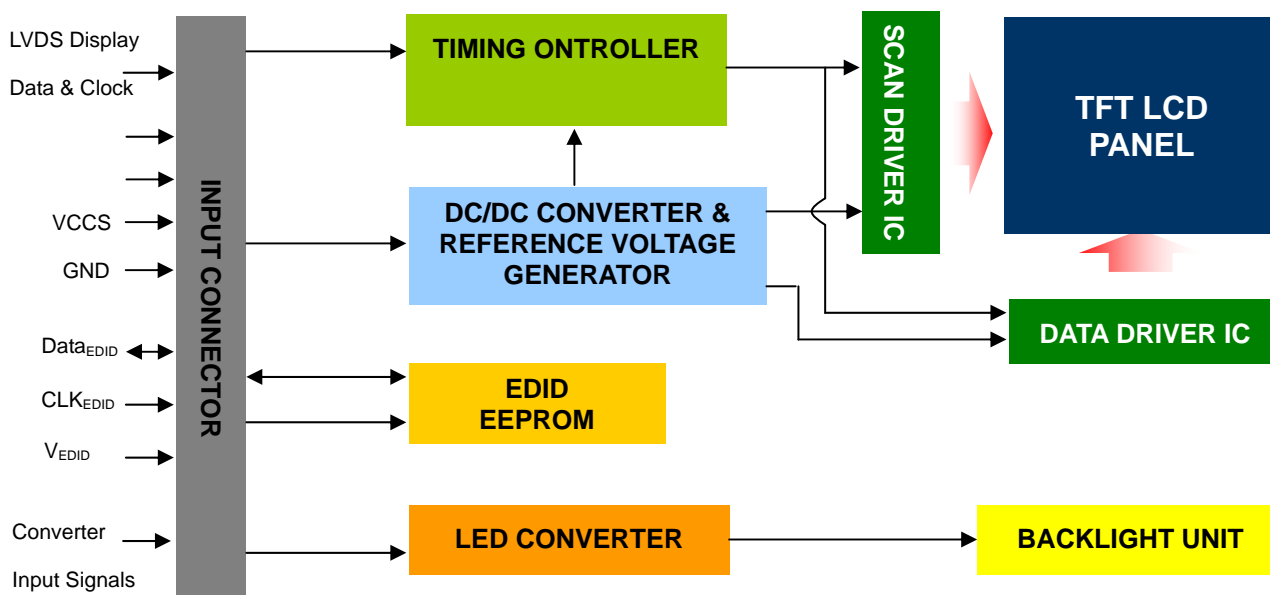 LVDS Display
Data & Clock
VCCS
GND
DataEDID
CLKEDID
VEDID
Converter
Input Signals
INPUT CONNECTOR
TIMING ONTROLLER
DC/DC CONVERTER &
REFERENCE VOLTAGE
GENERATOR
EDID
EEPROM
LED CONVERTER
SCAN DRIVER IC
TFT LCD
PANEL
DATA DRIVER IC
BACKLIGHT UNIT